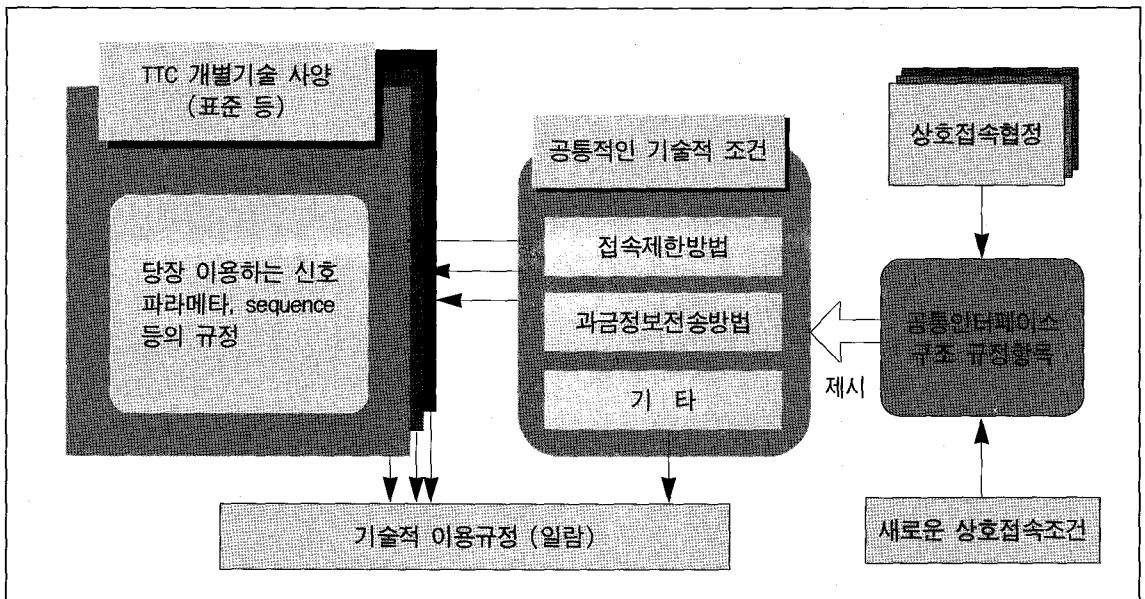 TTC 개별기술 사양
(표준 등)
당장 이용하는 신호
파라메타, sequence
등의 규정
공통적인 기술적 조건
접속제한방법
과금정보전송방법
기 타
상호접속협정
공통인터페이스
구조 규정항목
제시
새로운 상호접속조건
기술적 이용규정 (일람)